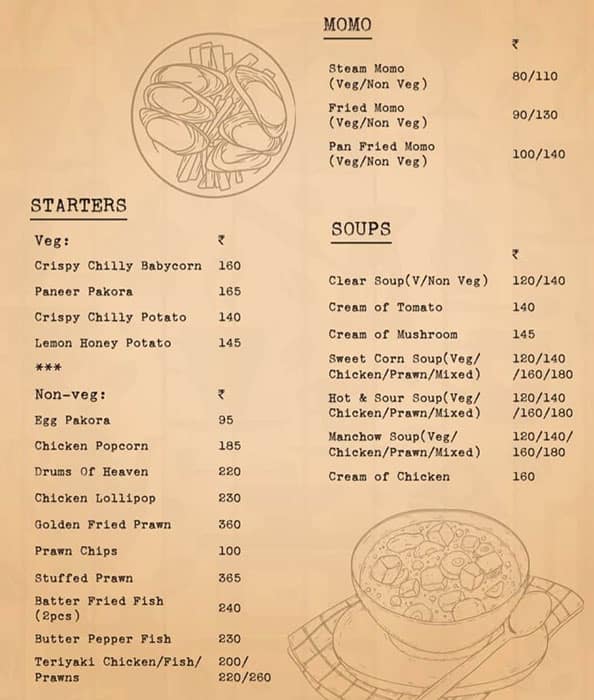 MOMO
₹
Steam Momo
(Veg/Non Veg) 80/110
Fried Momo
(Veg/Non Veg) 90/130
Pan Fried Momo
(Veg/Non Veg) 100/140
STARTERS
Veg: ₹
Crispy Chilly Babycorn 160
Paneer Pakora 165
Crispy Chilly Potato 140
Lemon Honey Potato 145
***
Non-veg: ₹
Egg Pakora 95
Chicken Popcorn 185
Drums Of Heaven 220
Chicken Lollipop 230
Golden Fried Prawn 360
Prawn Chips 100
Stuffed Prawn 365
Batter Fried Fish
(2pcs) 240
Butter Pepper Fish 230
Teriyaki Chicken/Fish/ 200/
Prawns 220/260
SOUPS
₹
Clear Soup(V/Non Veg) 120/140
Cream of Tomato 140
Cream of Mushroom 145
Sweet Corn Soup(Veg/ 120/140
Chicken/Prawn/Mixed) /160/180
Hot & Sour Soup(Veg/ 120/140
Chicken/Prawn/Mixed) /160/180
Manchow Soup(Veg/ 120/140/
Chicken/Prawn/Mixed) 160/180
Cream of Chicken 160